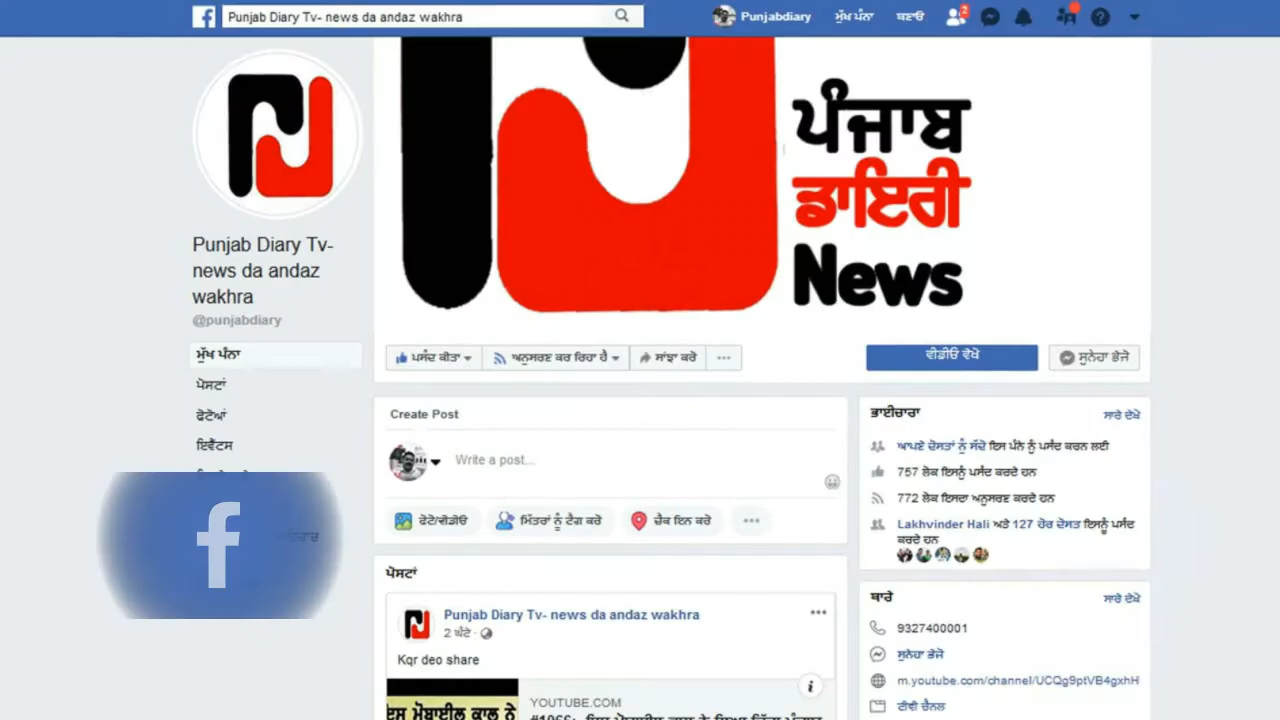 Punjab Diary Tv- news da andaz wakhra
Punjabdiary
ਮੁੱਖ ਪੰਨਾ
ਬਣਾਓ
2
Punjab Diary Tv-
news da andaz
wakhra
@punjabdiary
ਮੁੱਖ ਪੰਨਾ
ਪੋਸਟਾਂ
ਫੋਟੋਆਂ
ਇਵੈਂਟਸ
ਪੰਜਾਬ
ਡਾਇਰੀ
News
ਪਸੰਦ ਕੀਤਾ
ਅਨੁਸਰਣ ਕਰ ਰਿਹਾ ਹੈ
ਸਾਂਝਾ ਕਰੋ
ਵੀਡੀਓ ਵੇਖੋ
ਸੁਨੇਹਾ ਭੇਜੋ
Create Post
Write a post...
ਫੋਟੋ/ਵੀਡੀਓ
ਮਿੱਤਰਾਂ ਨੂੰ ਟੈਗ ਕਰੋ
ਚੈਕ ਇਨ ਕਰੋ
ਪੋਸਟਾਂ
Punjab Diary Tv- news da andaz wakhra
2 ਘੰਟੇ ·
Kqr deo share
ਇਸ ਮੋਬਾਈਲ ਕਾਲ ਨੇ
YOUTUBE.COM
ਭਾਈਚਾਰਾ
ਸਾਰੇ ਦੇਖੋ
ਆਪਣੇ ਦੋਸਤਾਂ ਨੂੰ ਸੱਦੋ ਇਸ ਪੰਨੇ ਨੂੰ ਪਸੰਦ ਕਰਨ ਲਈ
757 ਲੋਕ ਇਸਨੂੰ ਪਸੰਦ ਕਰਦੇ ਹਨ
772 ਲੋਕ ਇਸਦਾ ਅਨੁਸਰਣ ਕਰਦੇ ਹਨ
Lakhvinder Hali ਅਤੇ 127 ਹੋਰ ਦੋਸਤ ਇਸਨੂੰ ਪਸੰਦ
ਕਰਦੇ ਹਨ
ਬਾਰੇ
ਸਾਰੇ ਦੇਖੋ
9327400001
ਸੁਨੇਹਾ ਭੇਜੋ
m.youtube.com/channel/UCQg9ptVB4gxhH
ਟੀਵੀ ਚੈਨਲ